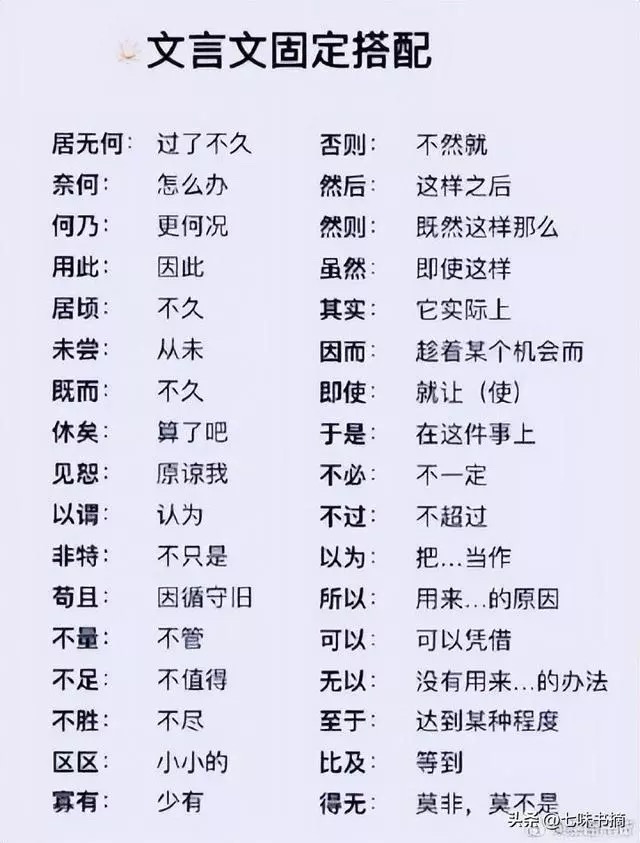 文言文固定搭配
居无何：过了不久
奈何：怎么办
何乃：更何况
用此：因此
居顷：不久
未尝：从未
既而：不久
休矣：算了吧
见恕：原谅我
以谓：认为
非特：不只是
苟且：因循守旧
不量：不管
不足：不值得
不胜：不尽
区区：小小的
寡有：少有
否则：不然就
然后：这样之后
然则：既然这样那么
虽然：即使这样
其实：它实际上
因而：趁着某个机会而
即使：就让（使）
于是：在这件事上
不必：不一定
不过：不超过
以为：把...当作
所以：用来...的原因
可以：可以凭借
无以：没有用来...的办法
至于：达到某种程度
比及：等到
得无：莫非，莫不是
头条 @七味书摘